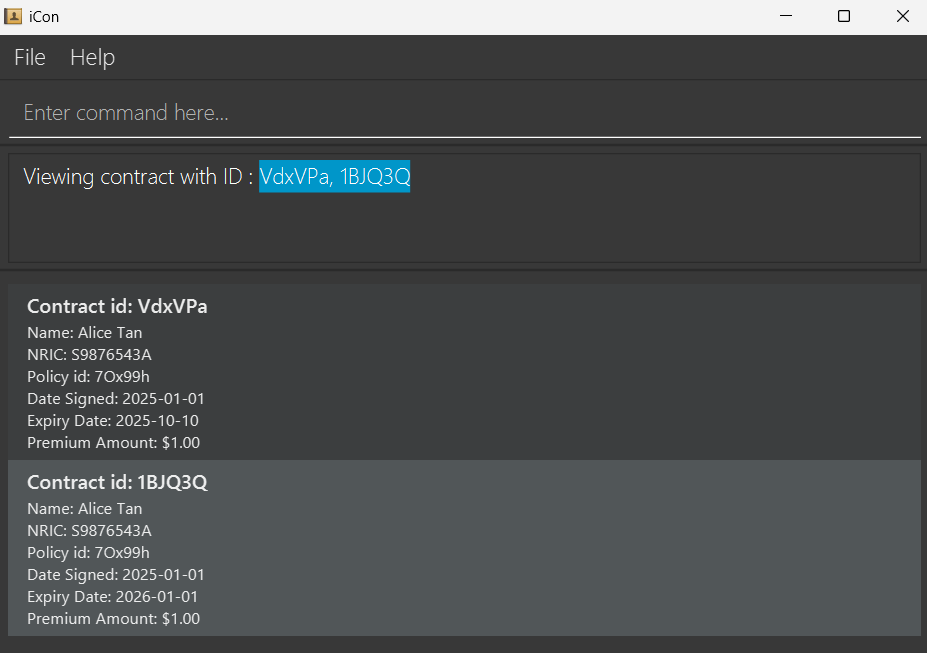 iCon
File Help
Enter command here...
Viewing contract with ID : VdxVPa, 1BJQ3Q
Contract id: VdxVPa
Name: Alice Tan
NRIC: S9876543A
Policy id: 7Ox99h
Date Signed: 2025-01-01
Expiry Date: 2025-10-10
Premium Amount: $1.00
Contract id: 1BJQ3Q
Name: Alice Tan
NRIC: S9876543A
Policy id: 7Ox99h
Date Signed: 2025-01-01
Expiry Date: 2026-01-01
Premium Amount: $1.00